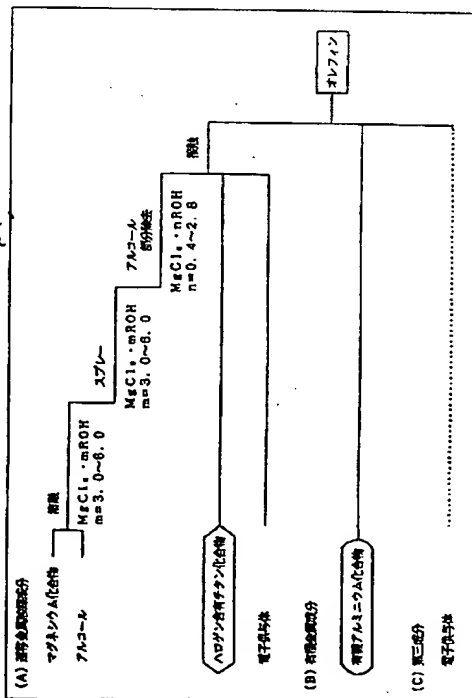 (A) 遷移金属触媒成分
マグネシウム化合物
アルコール
溶融
MgCl₂・mROH
m=3.0~6.0
スプレー
MgCl₂・mROH
m=3.0~6.0
アルコール
部分除去
MgCl₂・nROH
n=0.4~2.8
接触
ハロゲン含有チタン化合物
電子供与体
(B) 有機金属成分
有機アルミニウム化合物
オレフィン
(C) 第三成分
電子供与体